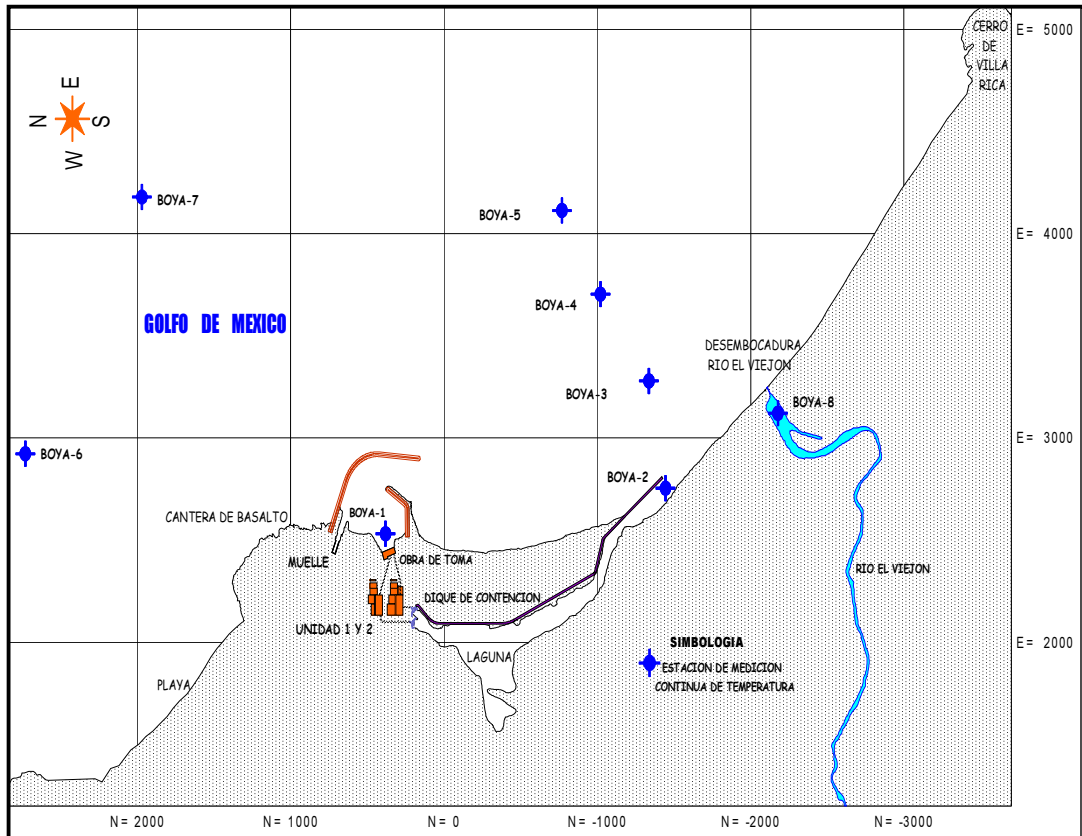 CERRO
DE
VILLA
RICA
E= 5000
E
N
S
W
BOYA-7
BOYA-5
E= 4000
BOYA-4
GOLFO DE MEXICO
DESEMBOCADURA
RIO EL VIEJON
BOYA-3
BOYA-8
E= 3000
BOYA-6
BOYA-2
CANTERA DE BASALTO
BOYA-1
MUELLE
OBRA DE TOMA
RIO EL VIEJON
DIQUE DE CONTENCION
UNIDAD 1 Y 2
SIMBOLOGIA
E= 2000
LAGUNA
ESTACION DE MEDICION
CONTINUA DE TEMPERATURA
PLAYA
N= 2000
N= 1000
N= 0
N= -1000
N= -2000
N= -3000